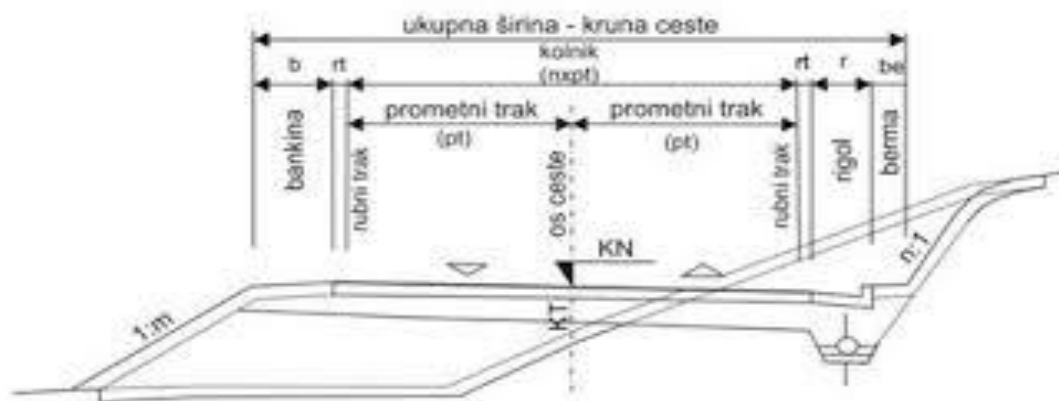 ukupna širina - kruna ceste
kolnik
(nxpt)
b
rt
rt
r
be
prometni trak
prometni trak
(pt)
(pt)
bankina
rubni trak
os ceste
rubni trak
rigol
berma
KN
KT
1:m
n:1